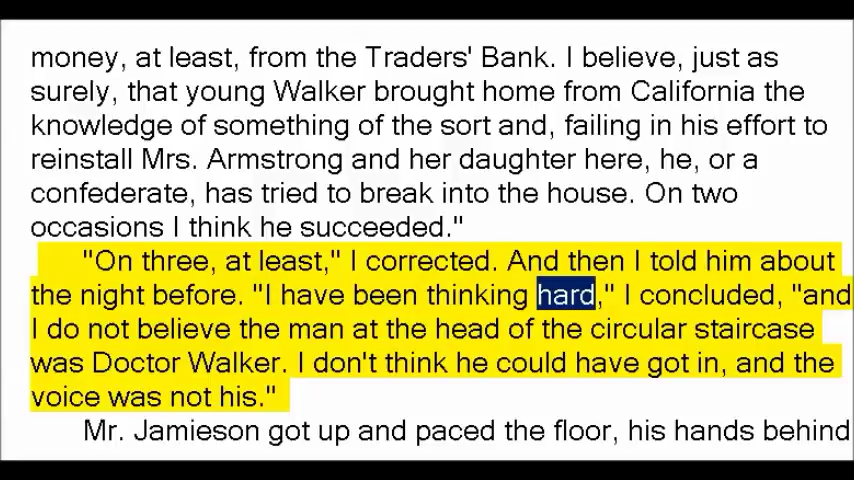 money, at least, from the Traders' Bank. I believe, just as
surely, that young Walker brought home from California the
knowledge of something of the sort and, failing in his effort to
reinstall Mrs. Armstrong and her daughter here, he, or a
confederate, has tried to break into the house. On two
occasions I think he succeeded."
"On three, at least," I corrected. And then I told him about
the night before. "I have been thinking hard," I concluded, "and
I do not believe the man at the head of the circular staircase
was Doctor Walker. I don't think he could have got in, and the
voice was not his."
Mr. Jamieson got up and paced the floor, his hands behind